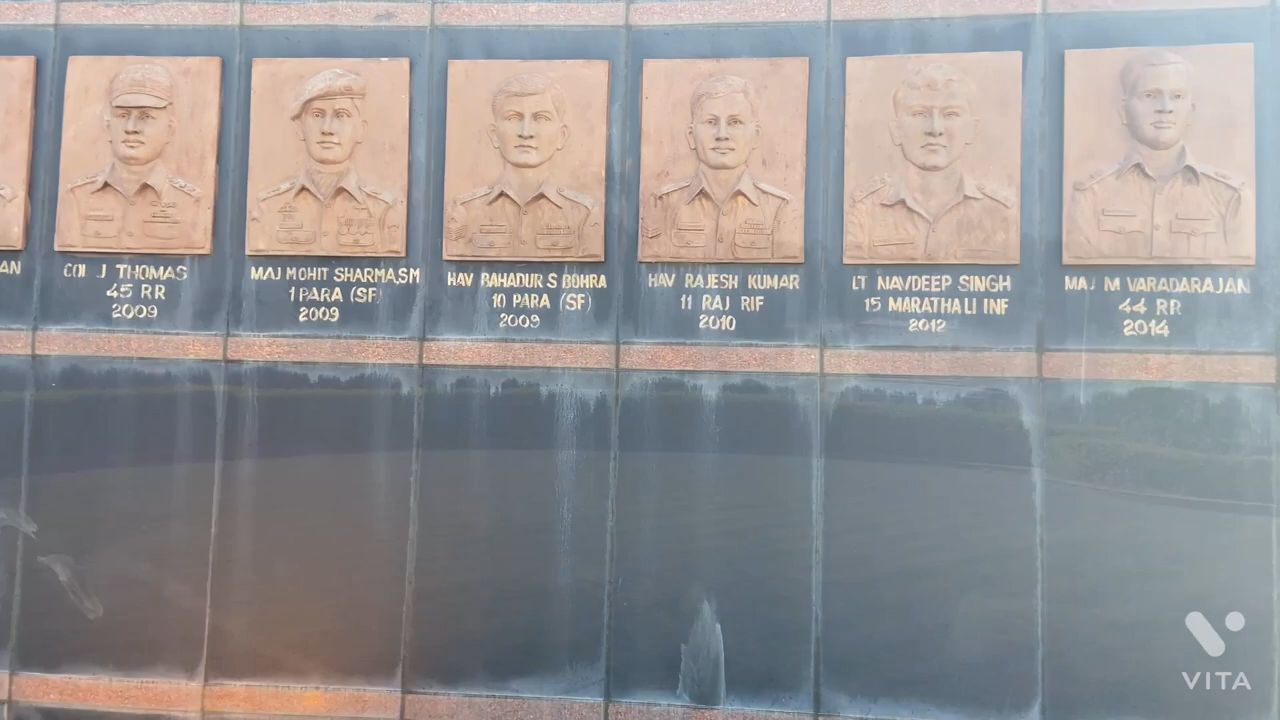 AN
COL J THOMAS
45 RR
2009
MAJ MOHIT SHARMA,SM
1 PARA (SF)
2009
HAV BAHADUR S BOHRA
10 PARA (SF)
2009
HAV RAJESH KUMAR
11 RAJ RIF
2010
LT NAVDEEP SINGH
15 MARATHA LI INF
2012
MAJ M VARADARAJAN
44 RR
2014
VITA